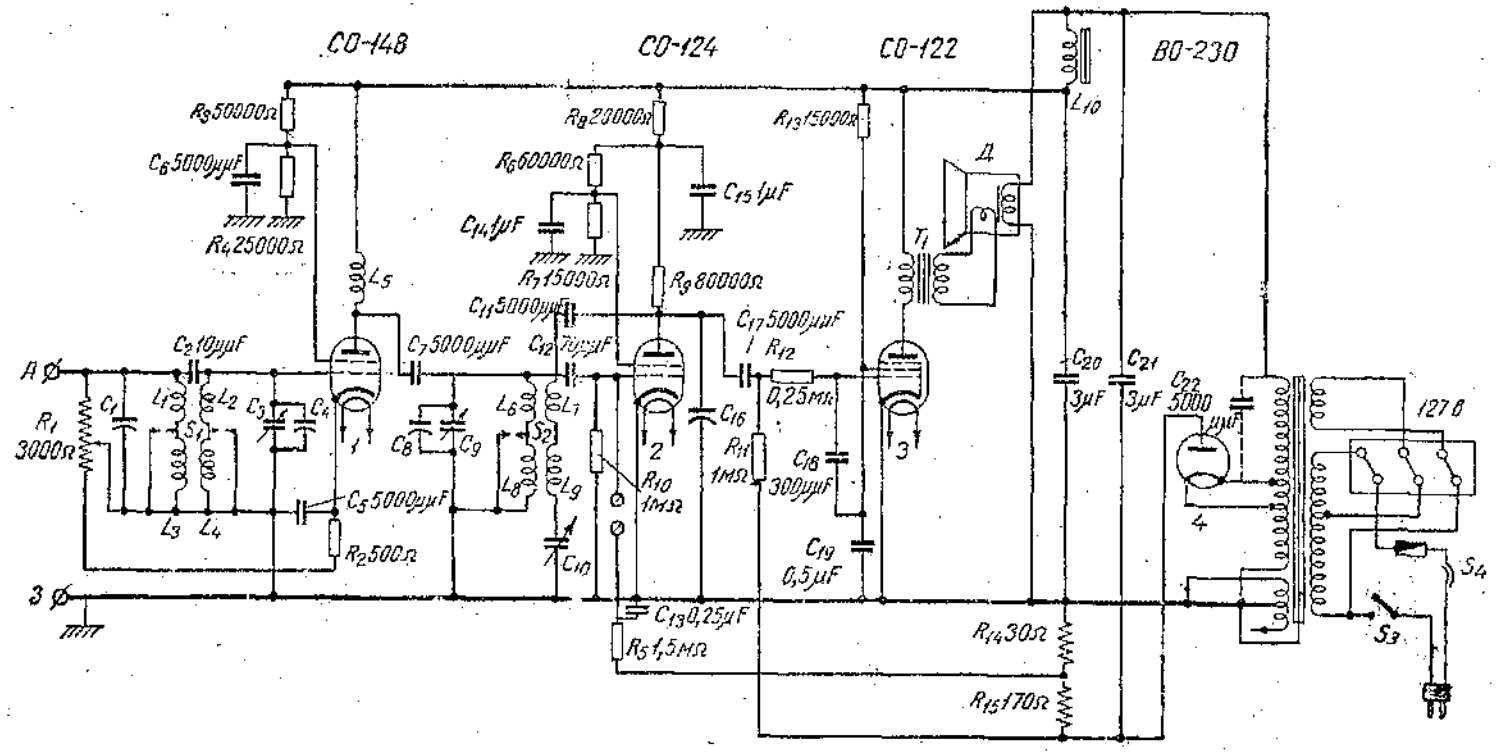 СО-148
СО-124
СО-122
ВО-230
R₃ 50000Ω
C₆ 5000μμF
R₄ 25000Ω
L₅
R₈ 20000Ω
R₆ 60000Ω
C₁₄ 1μF
C₁₅ 1μF
R₇ 15000Ω
R₉ 80000Ω
R₁₃ 15000Ω
Д
T₁
L₁₀
C₁₁ 5000μμF
C₁₂ 70μμF
C₁₇ 5000μμF
R₁₂
0,25МΩ
C₂₀
3μF
C₂₁
3μF
C₂₂
5000
μμF
127 в
А
C₂ 10μμF
C₇ 5000μμF
R₁
3000Ω
C₁
L₁
L₂
S₁
C₃
C₄
L₃
L₄
1
C₅ 5000μμF
R₂ 500Ω
C₈
C₉
L₆
L₇
S₂
L₈
L₉
C₁₀
R₁₀
1МΩ
2
C₁₆
R₁₁
1МΩ
C₁₈
300μμF
3
C₁₉
0,5μF
4
S₄
S₃
З
C₁₃ 0,25μF
R₅ 1,5МΩ
R₁₄ 30Ω
R₁₅ 170Ω